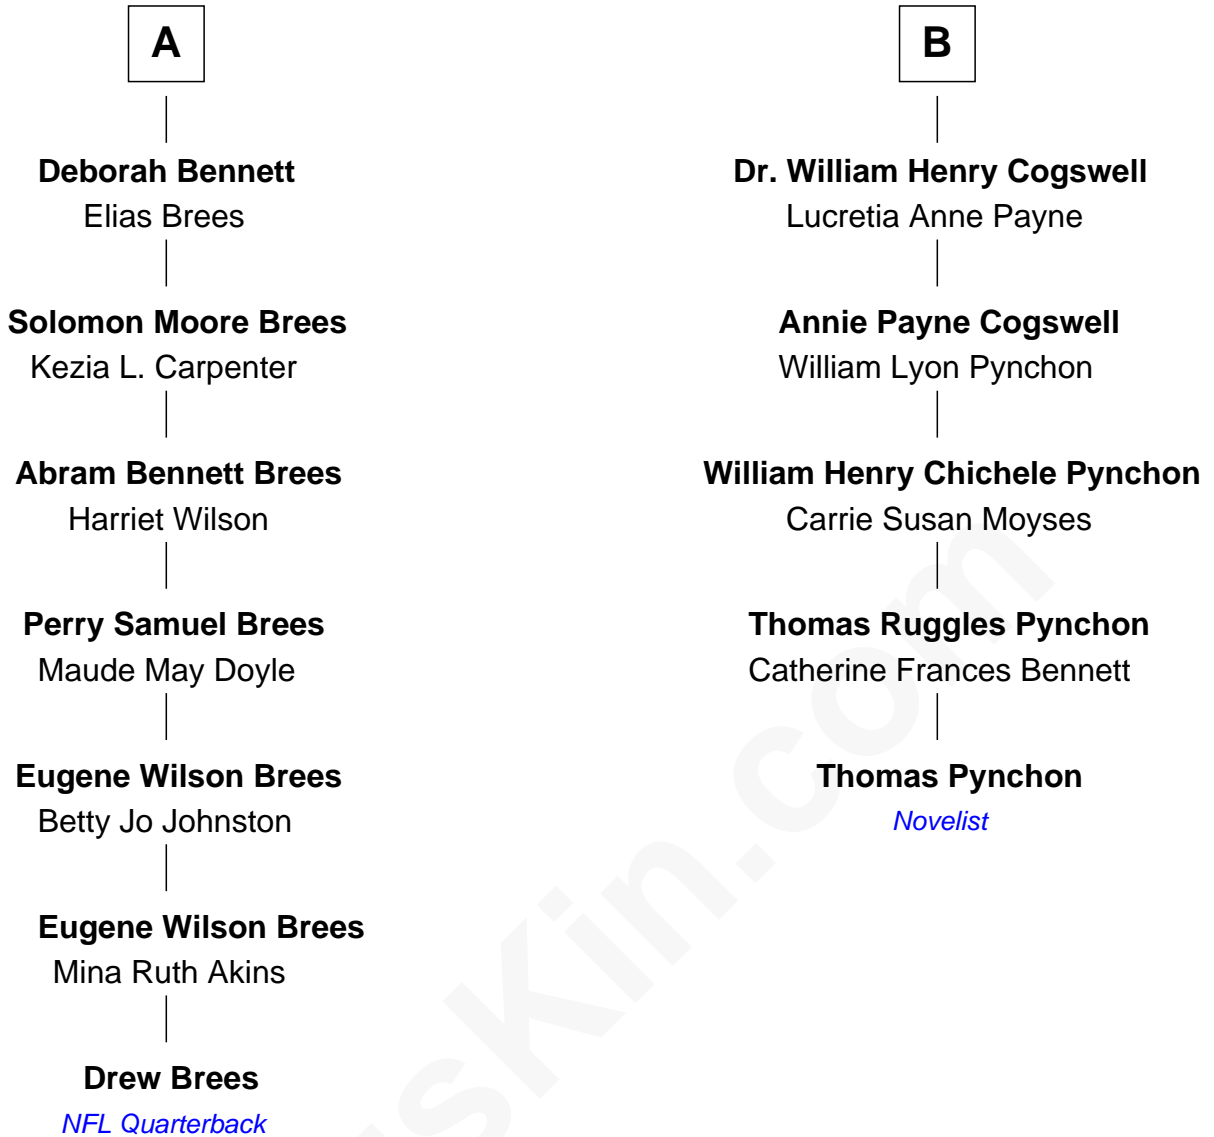 A
Deborah Bennett
Elias Brees
Solomon Moore Brees
Kezia L. Carpenter
Abram Bennett Brees
Harriet Wilson
Perry Samuel Brees
Maude May Doyle
Eugene Wilson Brees
Betty Jo Johnston
Eugene Wilson Brees
Mina Ruth Akins
Drew Brees
NFL Quarterback
B
Dr. William Henry Cogswell
Lucretia Anne Payne
Annie Payne Cogswell
William Lyon Pynchon
William Henry Chichele Pynchon
Carrie Susan Moyses
Thomas Ruggles Pynchon
Catherine Frances Bennett
Thomas Pynchon
Novelist
sKin.com